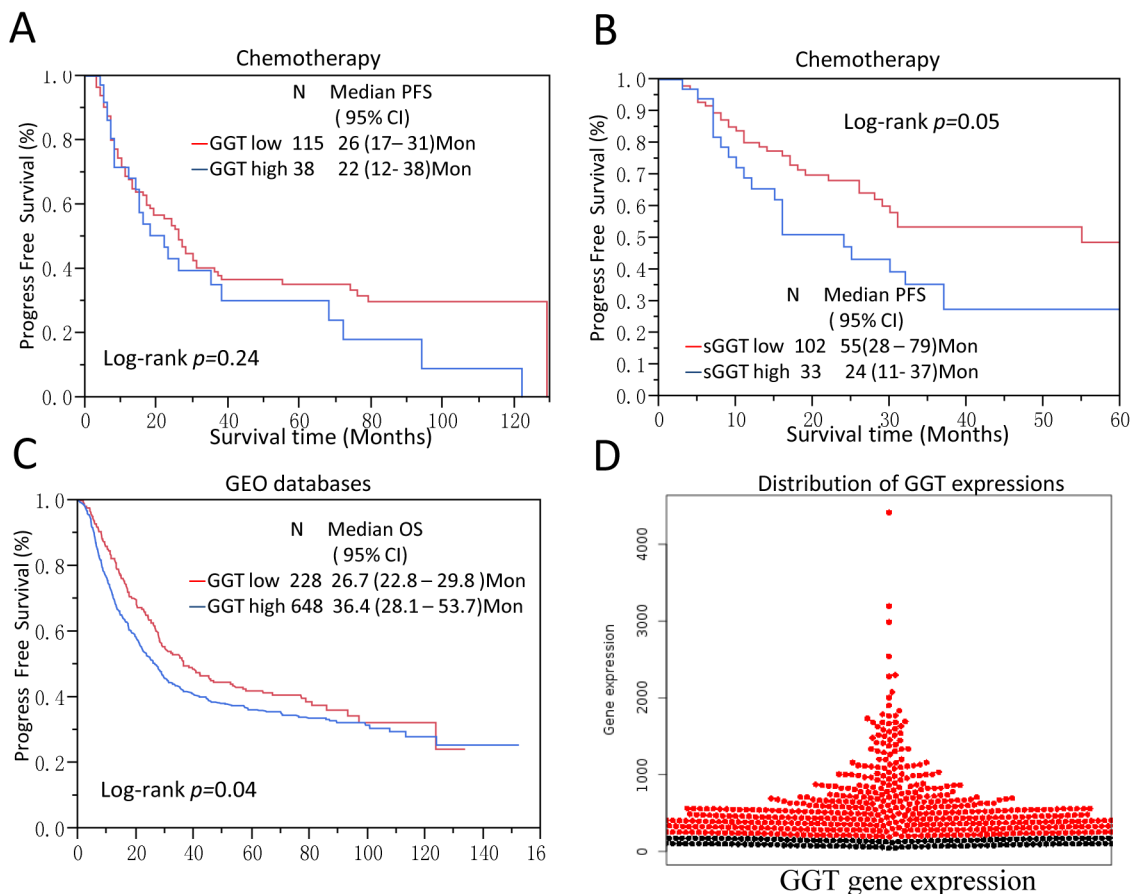 A
Chemotherapy
N Median PFS
( 95% CI)
GGT low 115 26 (17– 31)Mon
GGT high 38 22 (12- 38)Mon
Log-rank p=0.24
Progress Free Survival (%)
1.0
0.8
0.6
0.4
0.2
0.0
0 20 40 60 80 100 120
Survival time (Months)
B
Chemotherapy
Log-rank p=0.05
N Median PFS
( 95% CI)
sGGT low 102 55(28 – 79)Mon
sGGT high 33 24 (11- 37)Mon
Progress Free Survival (%)
1.0
0.9
0.8
0.7
0.6
0.5
0.4
0.3
0.2
0.1
0.0
0 10 20 30 40 50 60
Survival time (Months)
C
GEO databases
N Median OS
( 95% CI)
GGT low 228 26.7 (22.8 – 29.8 )Mon
GGT high 648 36.4 (28.1 – 53.7)Mon
Log-rank p=0.04
Progress Free Survival (%)
1.0
0.8
0.6
0.4
0.2
0.0
0 20 40 60 80 100 120 140 16
D
Distribution of GGT expressions
Gene expression
4000
3000
2000
1000
0
GGT gene expression